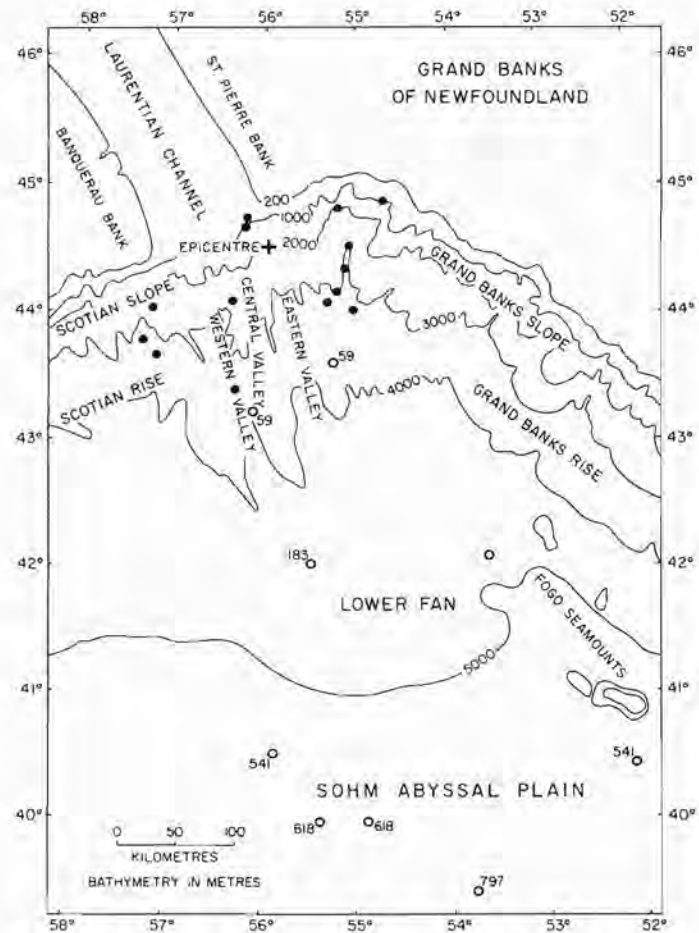 58° 57° 56° 55° 54° 53° 52°
46° 46°
GRAND BANKS
OF NEWFOUNDLAND
LAURENTIAN CHANNEL
ST PIERRE BANK
BANQUERAU BANK
45° 45°
200
1000
EPICENTRE 2000
GRAND BANKS SLOPE
44° 44°
SCOTIAN SLOPE
WESTERN VALLEY
CENTRAL VALLEY
EASTERN VALLEY
3000
59
4000
SCOTIAN RISE
59
GRAND BANKS RISE
43° 43°
42° 42°
183
LOWER FAN
FOGO SEAMOUNTS
5000
41° 41°
541
541
SOHM ABYSSAL PLAIN
40° 40°
0 50 100
KILOMETRES
BATHYMETRY IN METRES
618 618
797
58° 57° 56° 55° 54° 53° 52°